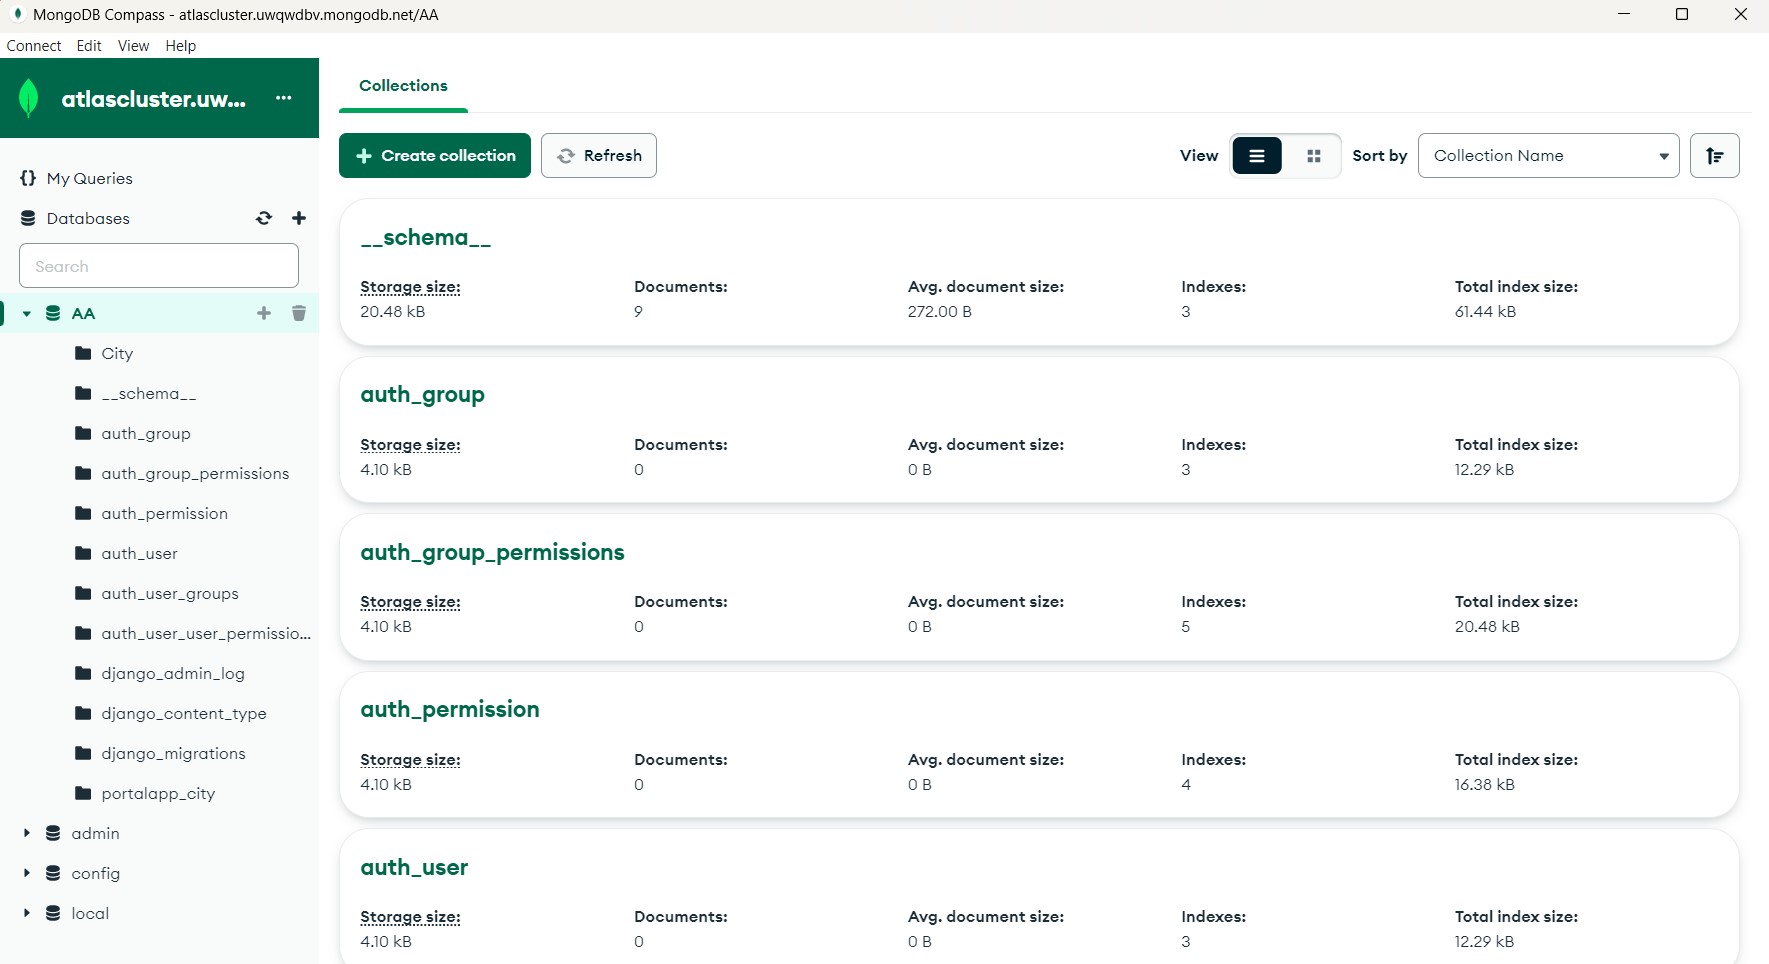 MongoDB Compass - atlascluster.uwqwdbv.mongodb.net/AA
Connect Edit View Help
atlascluster.uw... ...
Collections
Create collection Refresh View Sort by Collection Name
{} My Queries
Databases
Search
AA
City
__schema__
auth_group
auth_group_permissions
auth_permission
auth_user
auth_user_groups
auth_user_user_permissio...
django_admin_log
django_content_type
django_migrations
portalapp_city
admin
config
local
__schema__
Storage size: Documents: Avg. document size: Indexes: Total index size:
20.48 kB 9 272.00 B 3 61.44 kB
auth_group
Storage size: Documents: Avg. document size: Indexes: Total index size:
4.10 kB 0 0 B 3 12.29 kB
auth_group_permissions
Storage size: Documents: Avg. document size: Indexes: Total index size:
4.10 kB 0 0 B 5 20.48 kB
auth_permission
Storage size: Documents: Avg. document size: Indexes: Total index size:
4.10 kB 0 0 B 4 16.38 kB
auth_user
Storage size: Documents: Avg. document size: Indexes: Total index size:
4.10 kB 0 0 B 3 12.29 kB